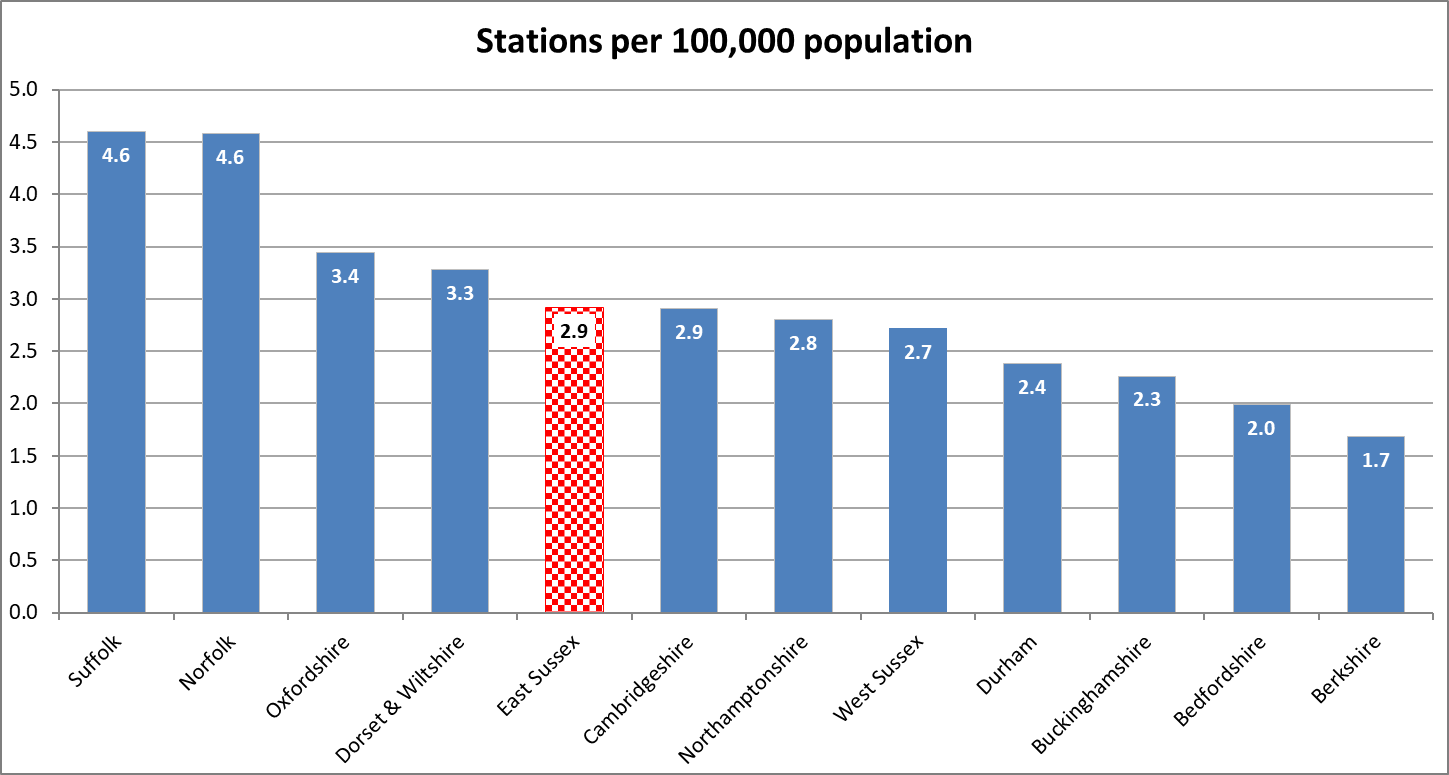 Stations per 100,000 population
5.0
4.5
4.0
3.5
3.0
2.5
2.0
1.5
1.0
0.5
0.0
4.6
4.6
3.4
3.3
2.9
2.9
2.8
2.7
2.4
2.3
2.0
1.7
Suffolk
Norfolk
Oxfordshire
Dorset & Wiltshire
East Sussex
Cambridgeshire
Northamptonshire
West Sussex
Durham
Buckinghamshire
Bedfordshire
Berkshire